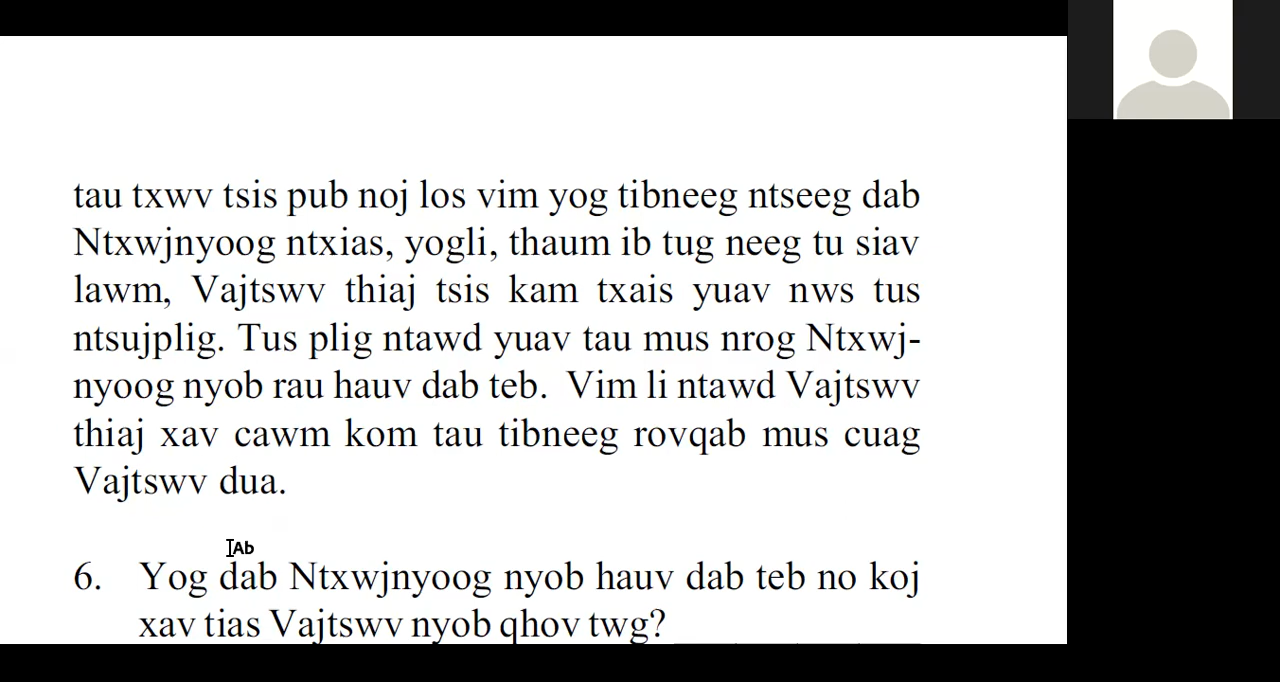 tau txwv tsis pub noj los vim yog tibneeg ntseeg dab
Ntxwjnyoog ntxias, yogli, thaum ib tug neeg tu siav
lawm, Vajtswv thiaj tsis kam txais yuav nws tus
ntsujplig. Tus plig ntawd yuav tau mus nrog Ntxwj-
nyoog nyob rau hauv dab teb. Vim li ntawd Vajtswv
thiaj xav cawm kom tau tibneeg rovqab mus cuag
Vajtswv dua.
Ab
6. Yog dab Ntxwjnyoog nyob hauv dab teb no koj
xav tias Vajtswv nyob qhov twg?